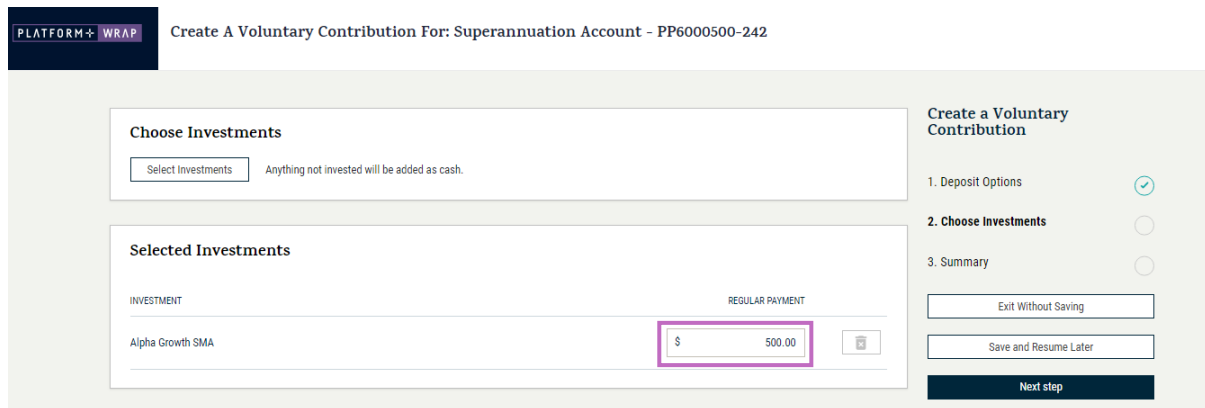 PLATFORM+ WRAP
Create A Voluntary Contribution For: Superannuation Account - PP6000500-242
Choose Investments
Select Investments
Anything not invested will be added as cash.
Selected Investments
INVESTMENT
REGULAR PAYMENT
Alpha Growth SMA
$ 500.00
Create a Voluntary
Contribution
1. Deposit Options
2. Choose Investments
3. Summary
Exit Without Saving
Save and Resume Later
Next step